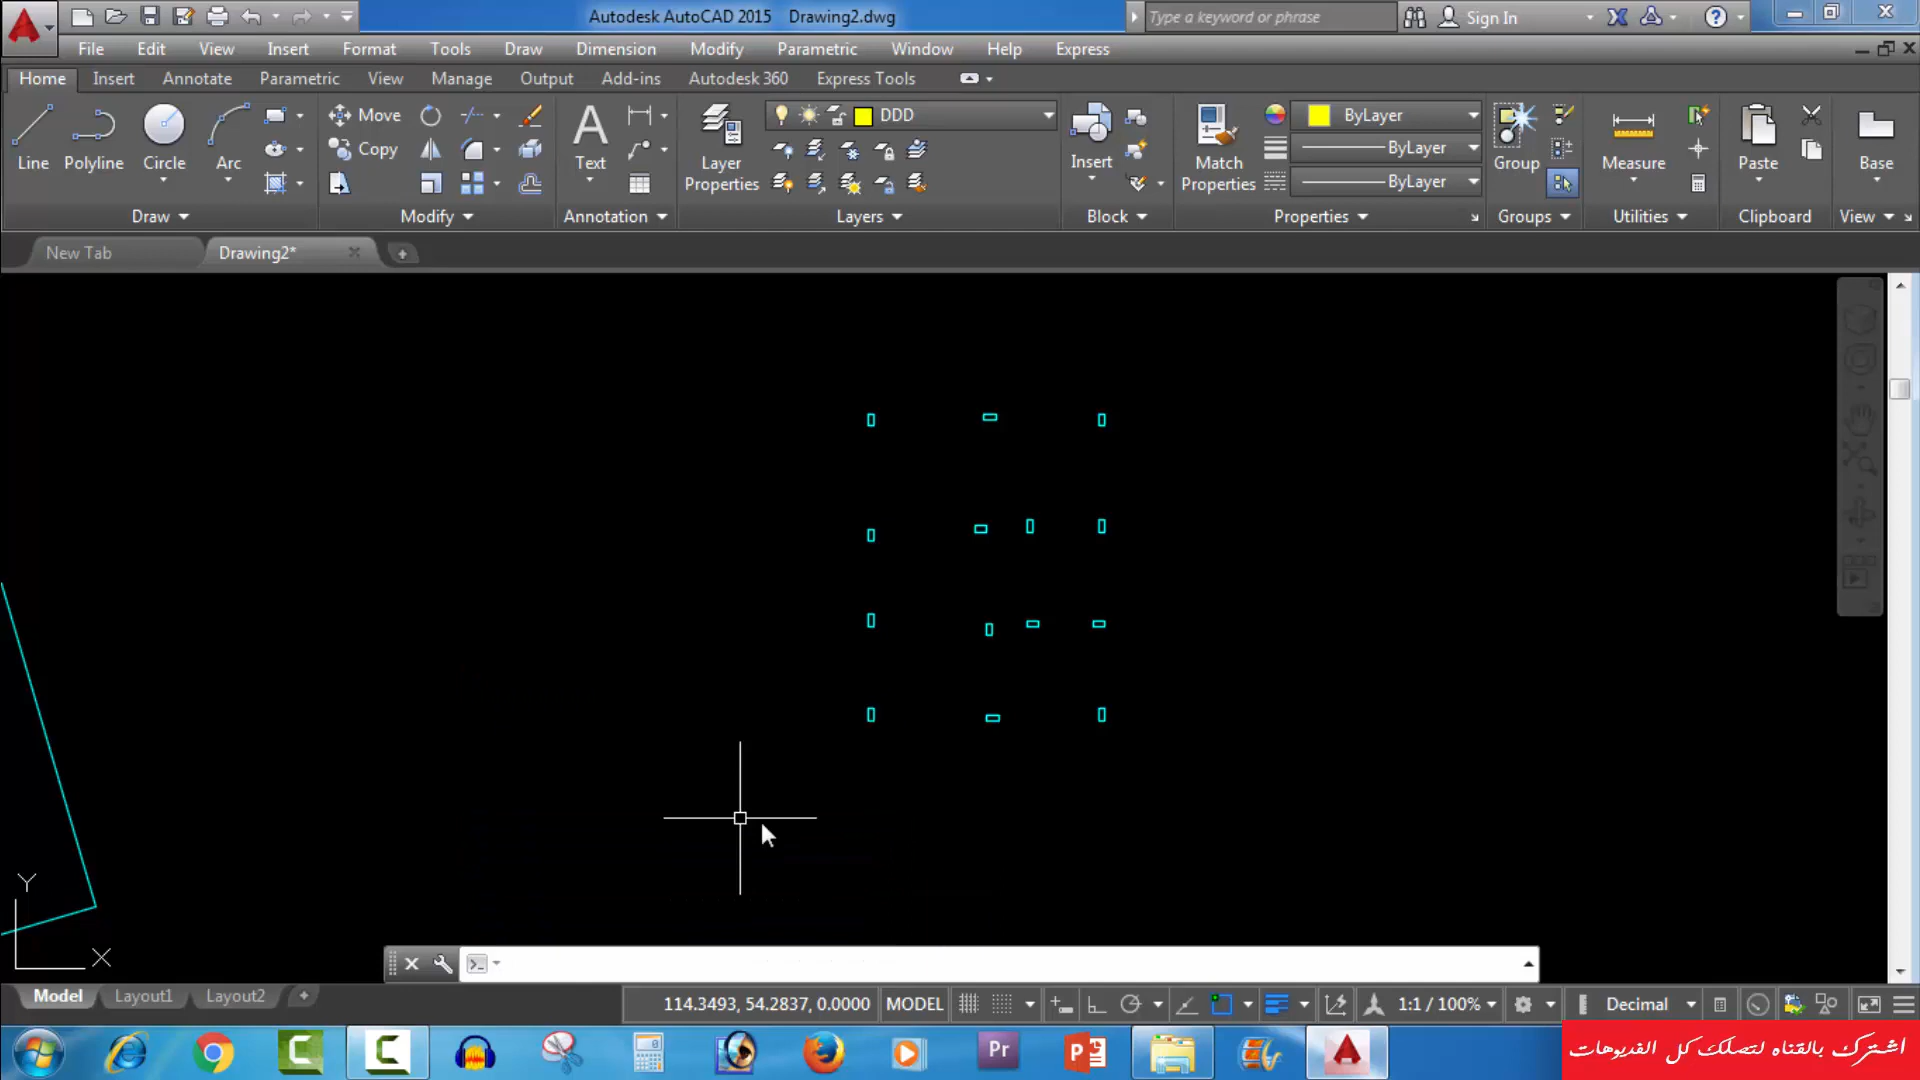 Autodesk AutoCAD 2015 Drawing2.dwg
Type a keyword or phrase
Sign In
File Edit View Insert Format Tools Draw Dimension Modify Parametric Window Help Express
Home Insert Annotate Parametric View Manage Output Add-ins Autodesk 360 Express Tools
Move
DDD
ByLayer
Copy
ByLayer
Line Polyline Circle Arc
Text
Layer
Properties
Insert
Match
Properties
ByLayer
Group
Measure
Paste
Base
Draw Modify Annotation Layers Block Properties Groups Utilities Clipboard View
New Tab Drawing2*
Y
X
Model Layout1 Layout2
114.3493, 54.2837, 0.0000 MODEL 1:1 / 100% Decimal
Pr
اشترك بالقناه لتصلك كل الفديوهات